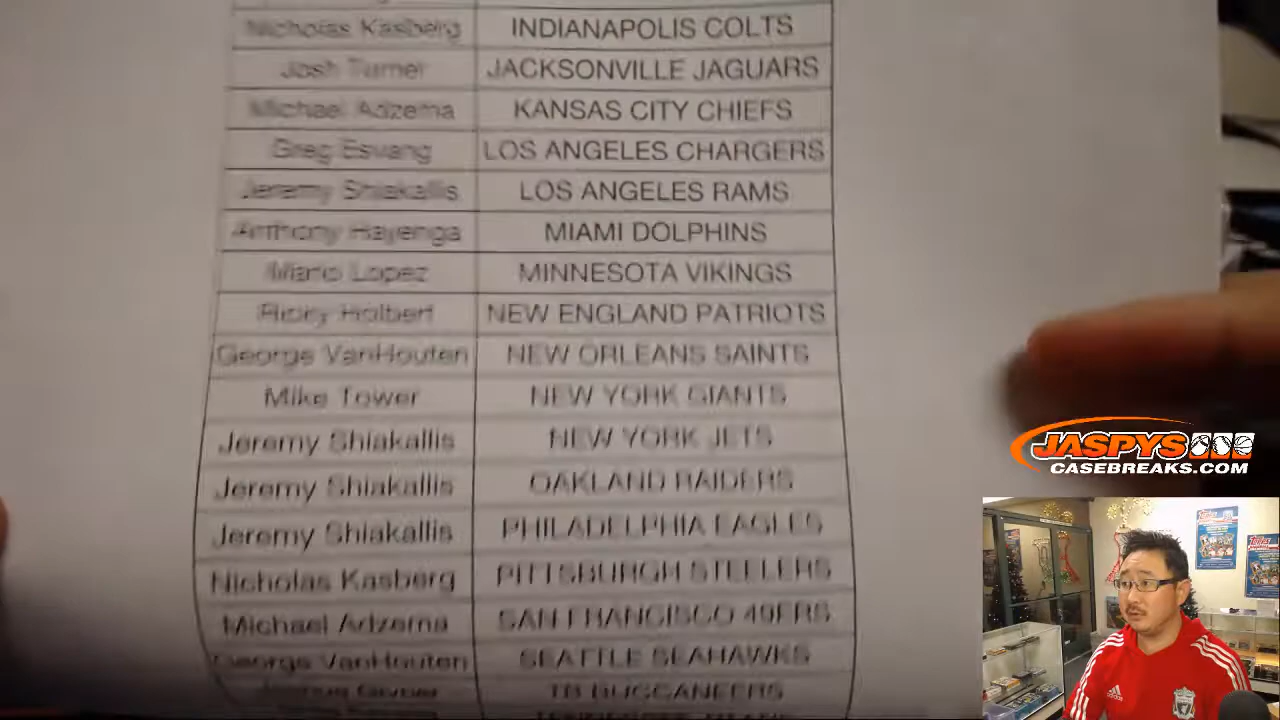 Nicholas Kasberg INDIANAPOLIS COLTS
Josh Turner JACKSONVILLE JAGUARS
Michael Adzema KANSAS CITY CHIEFS
Greg Esvang LOS ANGELES CHARGERS
Jeremy Shiakallis LOS ANGELES RAMS
Anthony Hayenga MIAMI DOLPHINS
Mario Lopez MINNESOTA VIKINGS
Ricky Holbert NEW ENGLAND PATRIOTS
George VanHouten NEW ORLEANS SAINTS
Mike Tower NEW YORK GIANTS
Jeremy Shiakallis NEW YORK JETS
Jeremy Shiakallis OAKLAND RAIDERS
Jeremy Shiakallis PHILADELPHIA EAGLES
Nicholas Kasberg PITTSBURGH STEELERS
Michael Adzema SAN FRANCISCO 49ERS
George VanHouten SEATTLE SEAHAWKS
TB BUCCANEERS
JASPYS
CASEBREAKS.COM
Topps